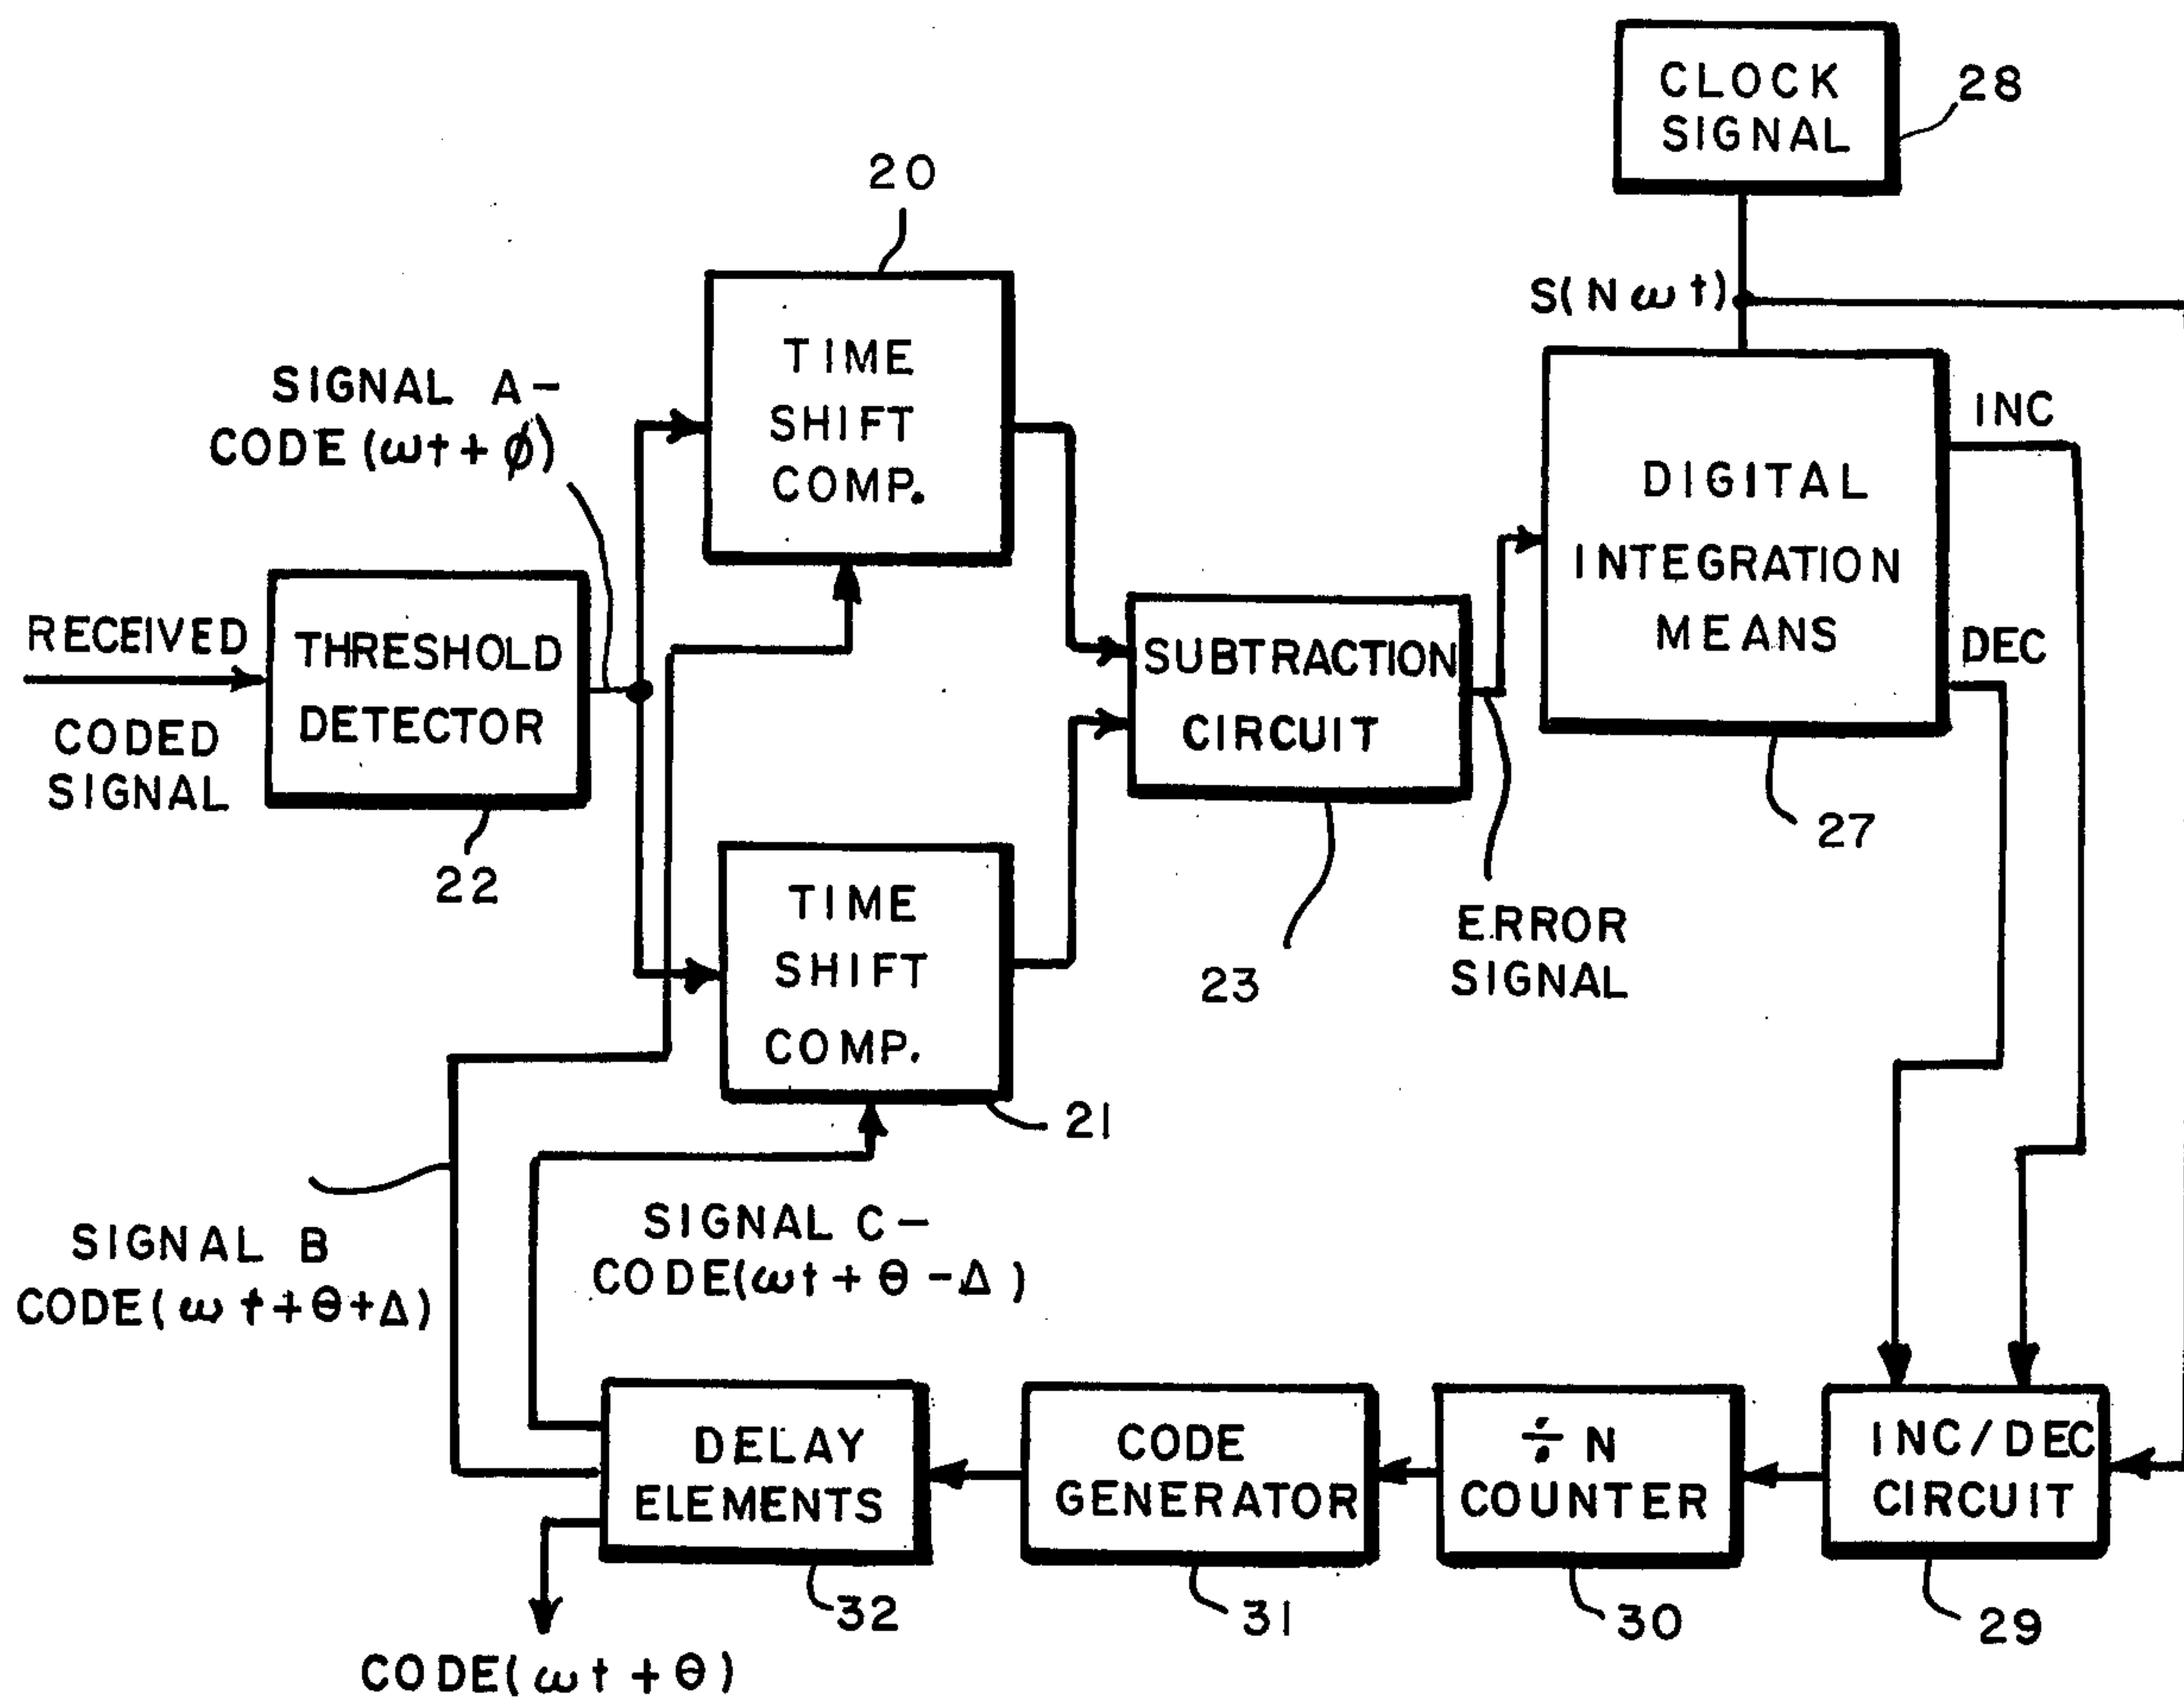 CLOCK
SIGNAL
28
20
S(N ωt)
TIME
SHIFT
COMP.
SIGNAL A-
CODE (ωt + φ)
INC
DIGITAL
INTEGRATION
MEANS
DEC
RECEIVED
CODED
SIGNAL
THRESHOLD
DETECTOR
22
SUBTRACTION
CIRCUIT
23
27
ERROR
SIGNAL
TIME
SHIFT
COMP.
21
SIGNAL B
CODE(ωt+θ+Δ)
SIGNAL C-
CODE(ωt+θ-Δ)
DELAY
ELEMENTS
32
CODE
GENERATOR
31
÷ N
COUNTER
30
INC/DEC
CIRCUIT
29
CODE(ωt + θ)